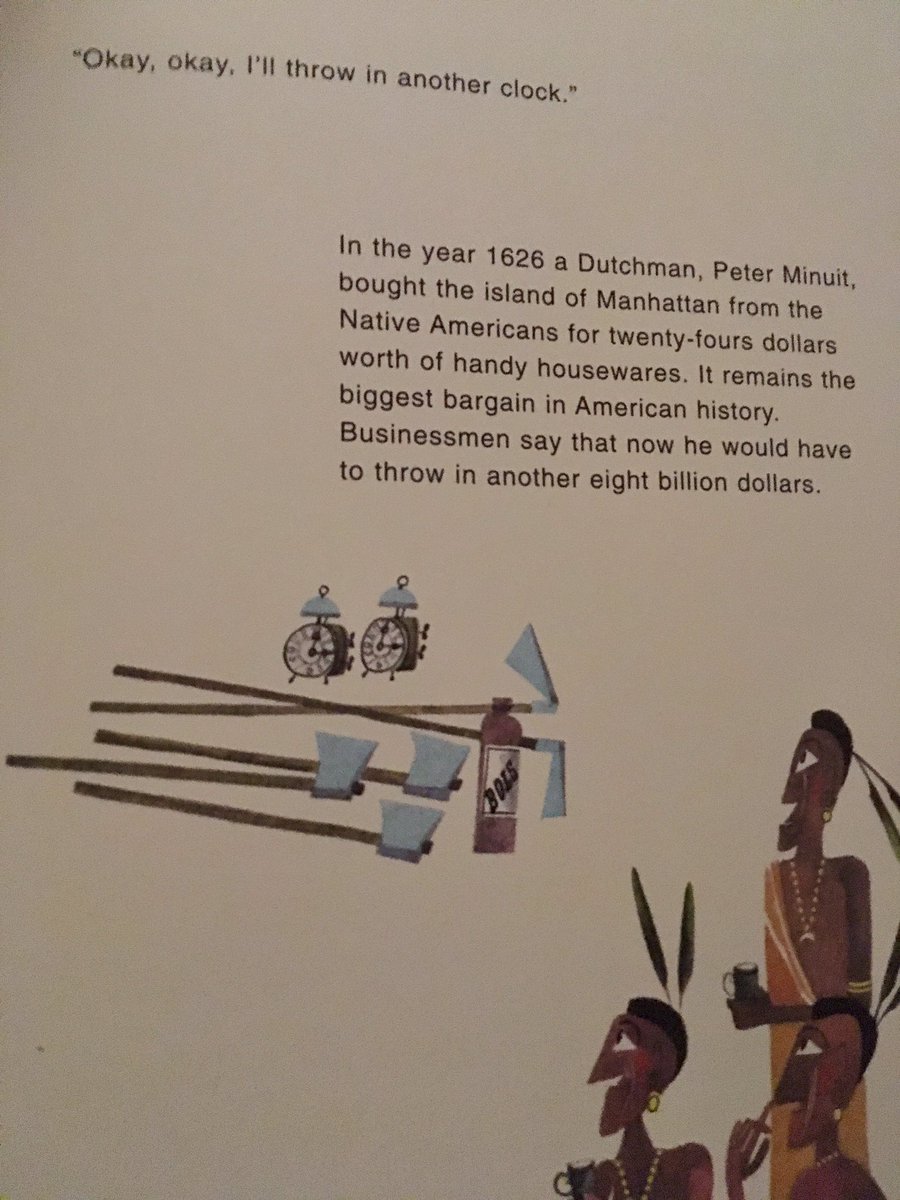 “Okay, okay, I’ll throw in another clock.”
In the year 1626 a Dutchman, Peter Minuit,
bought the island of Manhattan from the
Native Americans for twenty-fours dollars
worth of handy housewares. It remains the
biggest bargain in American history.
Businessmen say that now he would have
to throw in another eight billion dollars.
BOLS